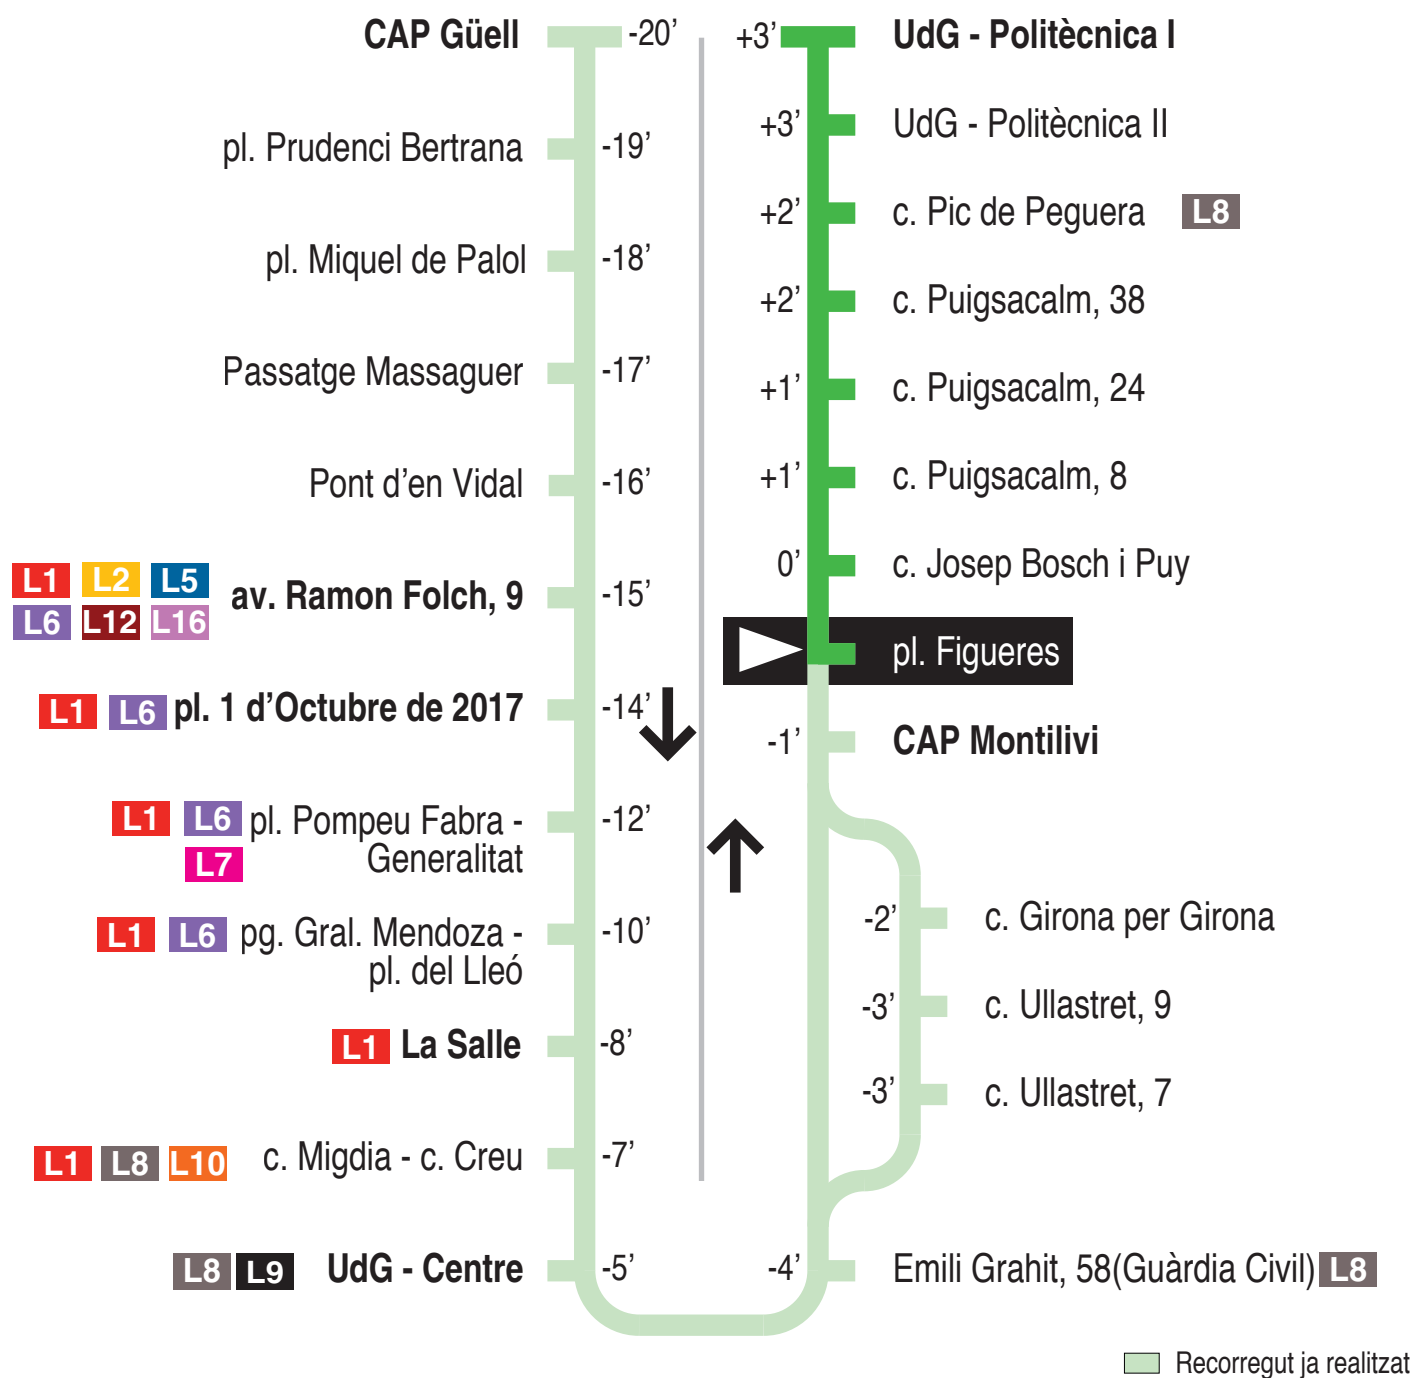 CAP Güell -20’
pl. Prudenci Bertrana -19’
pl. Miquel de Palol -18’
Passatge Massaguer -17’
Pont d’en Vidal -16’
L1 L2 L5
L6 L12 L16
av. Ramon Folch, 9 -15’
L1 L6 pl. 1 d’Octubre de 2017 -14’
L1 L6 pl. Pompeu Fabra - -12’
L7 Generalitat
L1 L6 pg. Gral. Mendoza - -10’
pl. del Lleó
L1 La Salle -8’
L1 L8 L10 c. Migdia - c. Creu -7’
L8 L9 UdG - Centre -5’
+3’ UdG - Politècnica I
+3’ UdG - Politècnica II
+2’ c. Pic de Peguera L8
+2’ c. Puigsacalm, 38
+1’ c. Puigsacalm, 24
+1’ c. Puigsacalm, 8
0’ c. Josep Bosch i Puy
pl. Figueres
-1’ CAP Montilivi
-2’ c. Girona per Girona
-3’ c. Ullastret, 9
-3’ c. Ullastret, 7
-4’ Emili Grahit, 58(Guàrdia Civil) L8
Recorregut ja realitzat